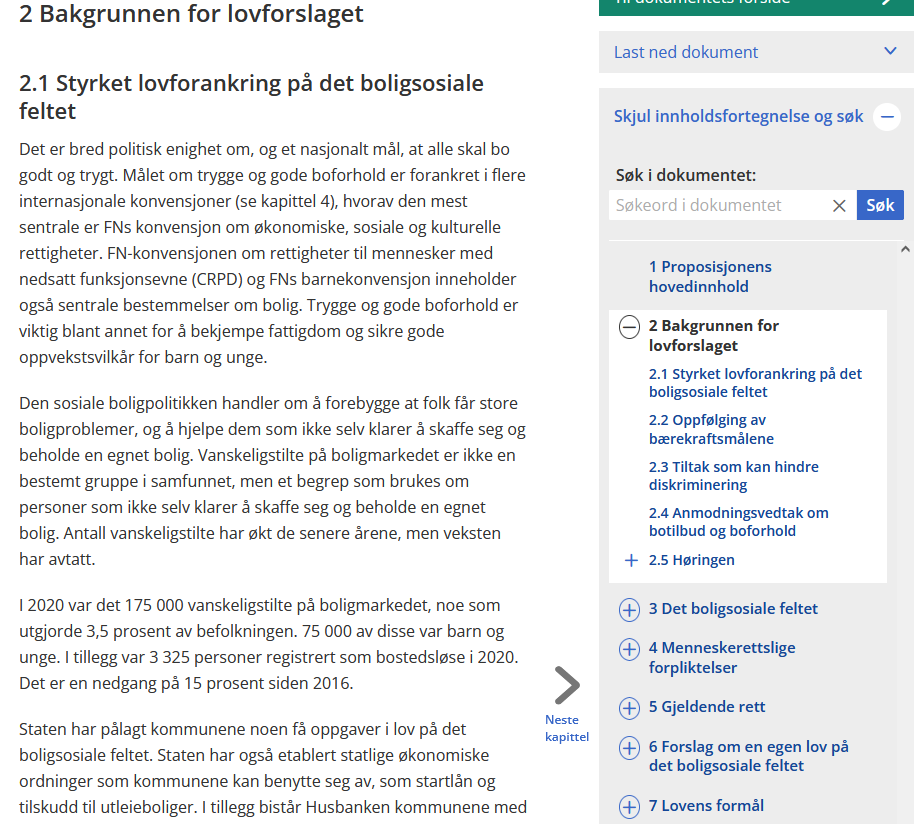 2 Bakgrunnen for lovforslaget
2.1 Styrket lovforankring på det boligsosiale
feltet
Det er bred politisk enighet om, og et nasjonalt mål, at alle skal bo
godt og trygt. Målet om trygge og gode boforhold er forankret i flere
internasjonale konvensjoner (se kapittel 4), hvorav den mest
sentrale er FNs konvensjon om økonomiske, sosiale og kulturelle
rettigheter. FN-konvensjonen om rettigheter til mennesker med
nedsatt funksjonsevne (CRPD) og FNs barnekonvensjon inneholder
også sentrale bestemmelser om bolig. Trygge og gode boforhold er
viktig blant annet for å bekjempe fattigdom og sikre gode
oppvekstsvilkår for barn og unge.
Den sosiale boligpolitikken handler om å forebygge at folk får store
boligproblemer, og å hjelpe dem som ikke selv klarer å skaffe seg og
beholde en egnet bolig. Vanskeligstilte på boligmarkedet er ikke en
bestemt gruppe i samfunnet, men et begrep som brukes om
personer som ikke selv klarer å skaffe seg og beholde en egnet
bolig. Antall vanskeligstilte har økt de senere årene, men veksten
har avtatt.
I 2020 var det 175 000 vanskeligstilte på boligmarkedet, noe som
utgjorde 3,5 prosent av befolkningen. 75 000 av disse var barn og
unge. I tillegg var 3 325 personer registrert som bostedsløse i 2020.
Det er en nedgang på 15 prosent siden 2016.
Staten har pålagt kommunene noen få oppgaver i lov på det
boligsosiale feltet. Staten har også etablert statlige økonomiske
ordninger som kommunene kan benytte seg av, som startlån og
tilskudd til utleieboliger. I tillegg bistår Husbanken kommunene med
Neste
kapittel
Til dokumentets forside
Last ned dokument
Skjul innholdsfortegnelse og søk
Søk i dokumentet:
Søkeord i dokumentet
Søk
1 Proposisjonens
hovedinnhold
2 Bakgrunnen for
lovforslaget
2.1 Styrket lovforankring på det
boligsosiale feltet
2.2 Oppfølging av
bærekraftsmålene
2.3 Tiltak som kan hindre
diskriminering
2.4 Anmodningsvedtak om
botilbud og boforhold
2.5 Høringen
3 Det boligsosiale feltet
4 Menneskerettslige
forpliktelser
5 Gjeldende rett
6 Forslag om en egen lov på
det boligsosiale feltet
7 Lovens formål